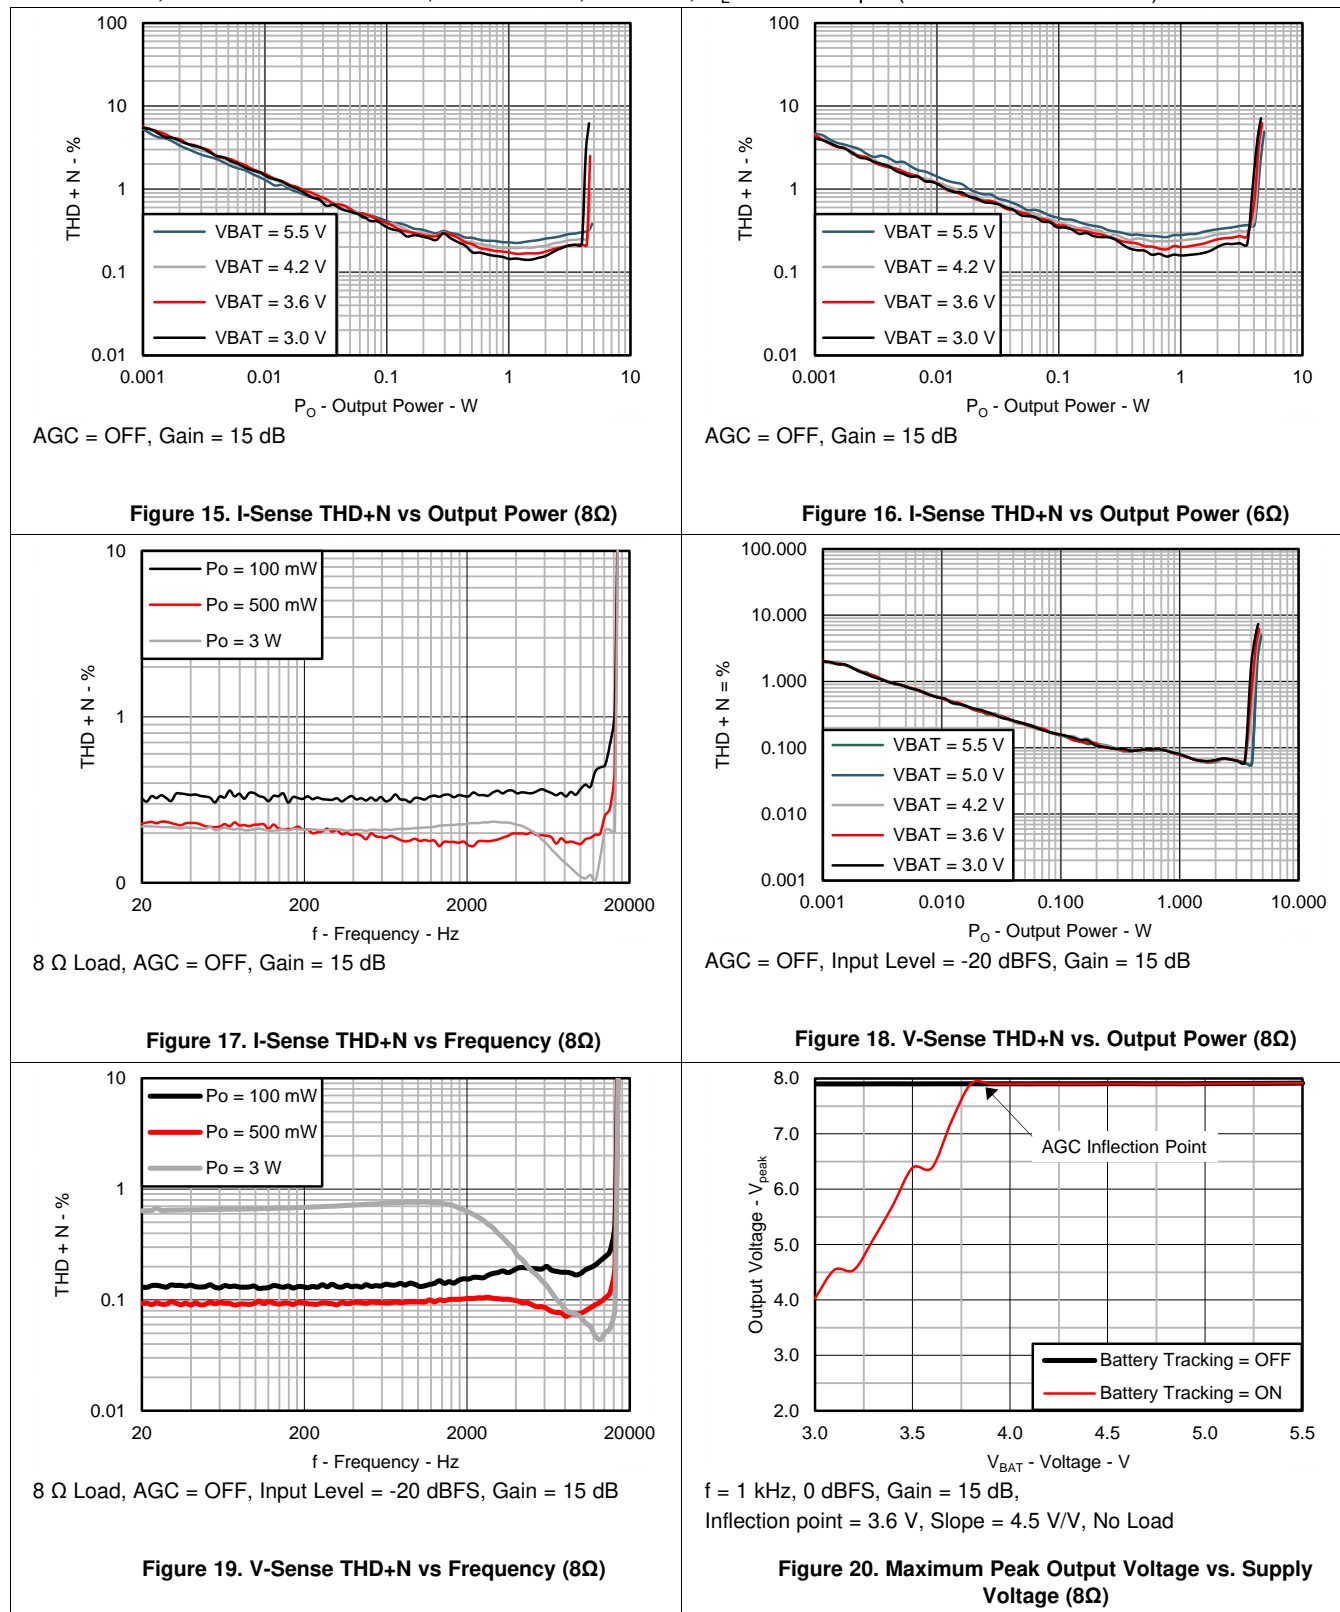 100
10
1
0.1
0.01
THD + N - %
VBAT = 5.5 V
VBAT = 4.2 V
VBAT = 3.6 V
VBAT = 3.0 V
0.001 0.01 0.1 1 10
PO - Output Power - W
AGC = OFF, Gain = 15 dB
Figure 15. I-Sense THD+N vs Output Power (8Ω)
100
10
1
0.1
0.01
THD + N - %
VBAT = 5.5 V
VBAT = 4.2 V
VBAT = 3.6 V
VBAT = 3.0 V
0.001 0.01 0.1 1 10
PO - Output Power - W
AGC = OFF, Gain = 15 dB
Figure 16. I-Sense THD+N vs Output Power (6Ω)
10
1
0
THD + N - %
Po = 100 mW
Po = 500 mW
Po = 3 W
20 200 2000 20000
f - Frequency - Hz
8 Ω Load, AGC = OFF, Gain = 15 dB
Figure 17. I-Sense THD+N vs Frequency (8Ω)
100.000
10.000
1.000
0.100
0.010
0.001
THD + N = %
VBAT = 5.5 V
VBAT = 5.0 V
VBAT = 4.2 V
VBAT = 3.6 V
VBAT = 3.0 V
0.001 0.010 0.100 1.000 10.000
PO - Output Power - W
AGC = OFF, Input Level = -20 dBFS, Gain = 15 dB
Figure 18. V-Sense THD+N vs. Output Power (8Ω)
10
1
0.1
0.01
THD + N - %
Po = 100 mW
Po = 500 mW
Po = 3 W
20 200 2000 20000
f - Frequency - Hz
8 Ω Load, AGC = OFF, Input Level = -20 dBFS, Gain = 15 dB
Figure 19. V-Sense THD+N vs Frequency (8Ω)
8.0
7.0
6.0
5.0
4.0
3.0
2.0
Output Voltage - Vpeak
AGC Inflection Point
Battery Tracking = OFF
Battery Tracking = ON
3.0 3.5 4.0 4.5 5.0 5.5
VBAT - Voltage - V
f = 1 kHz, 0 dBFS, Gain = 15 dB,
Inflection point = 3.6 V, Slope = 4.5 V/V, No Load
Figure 20. Maximum Peak Output Voltage vs. Supply
Voltage (8Ω)